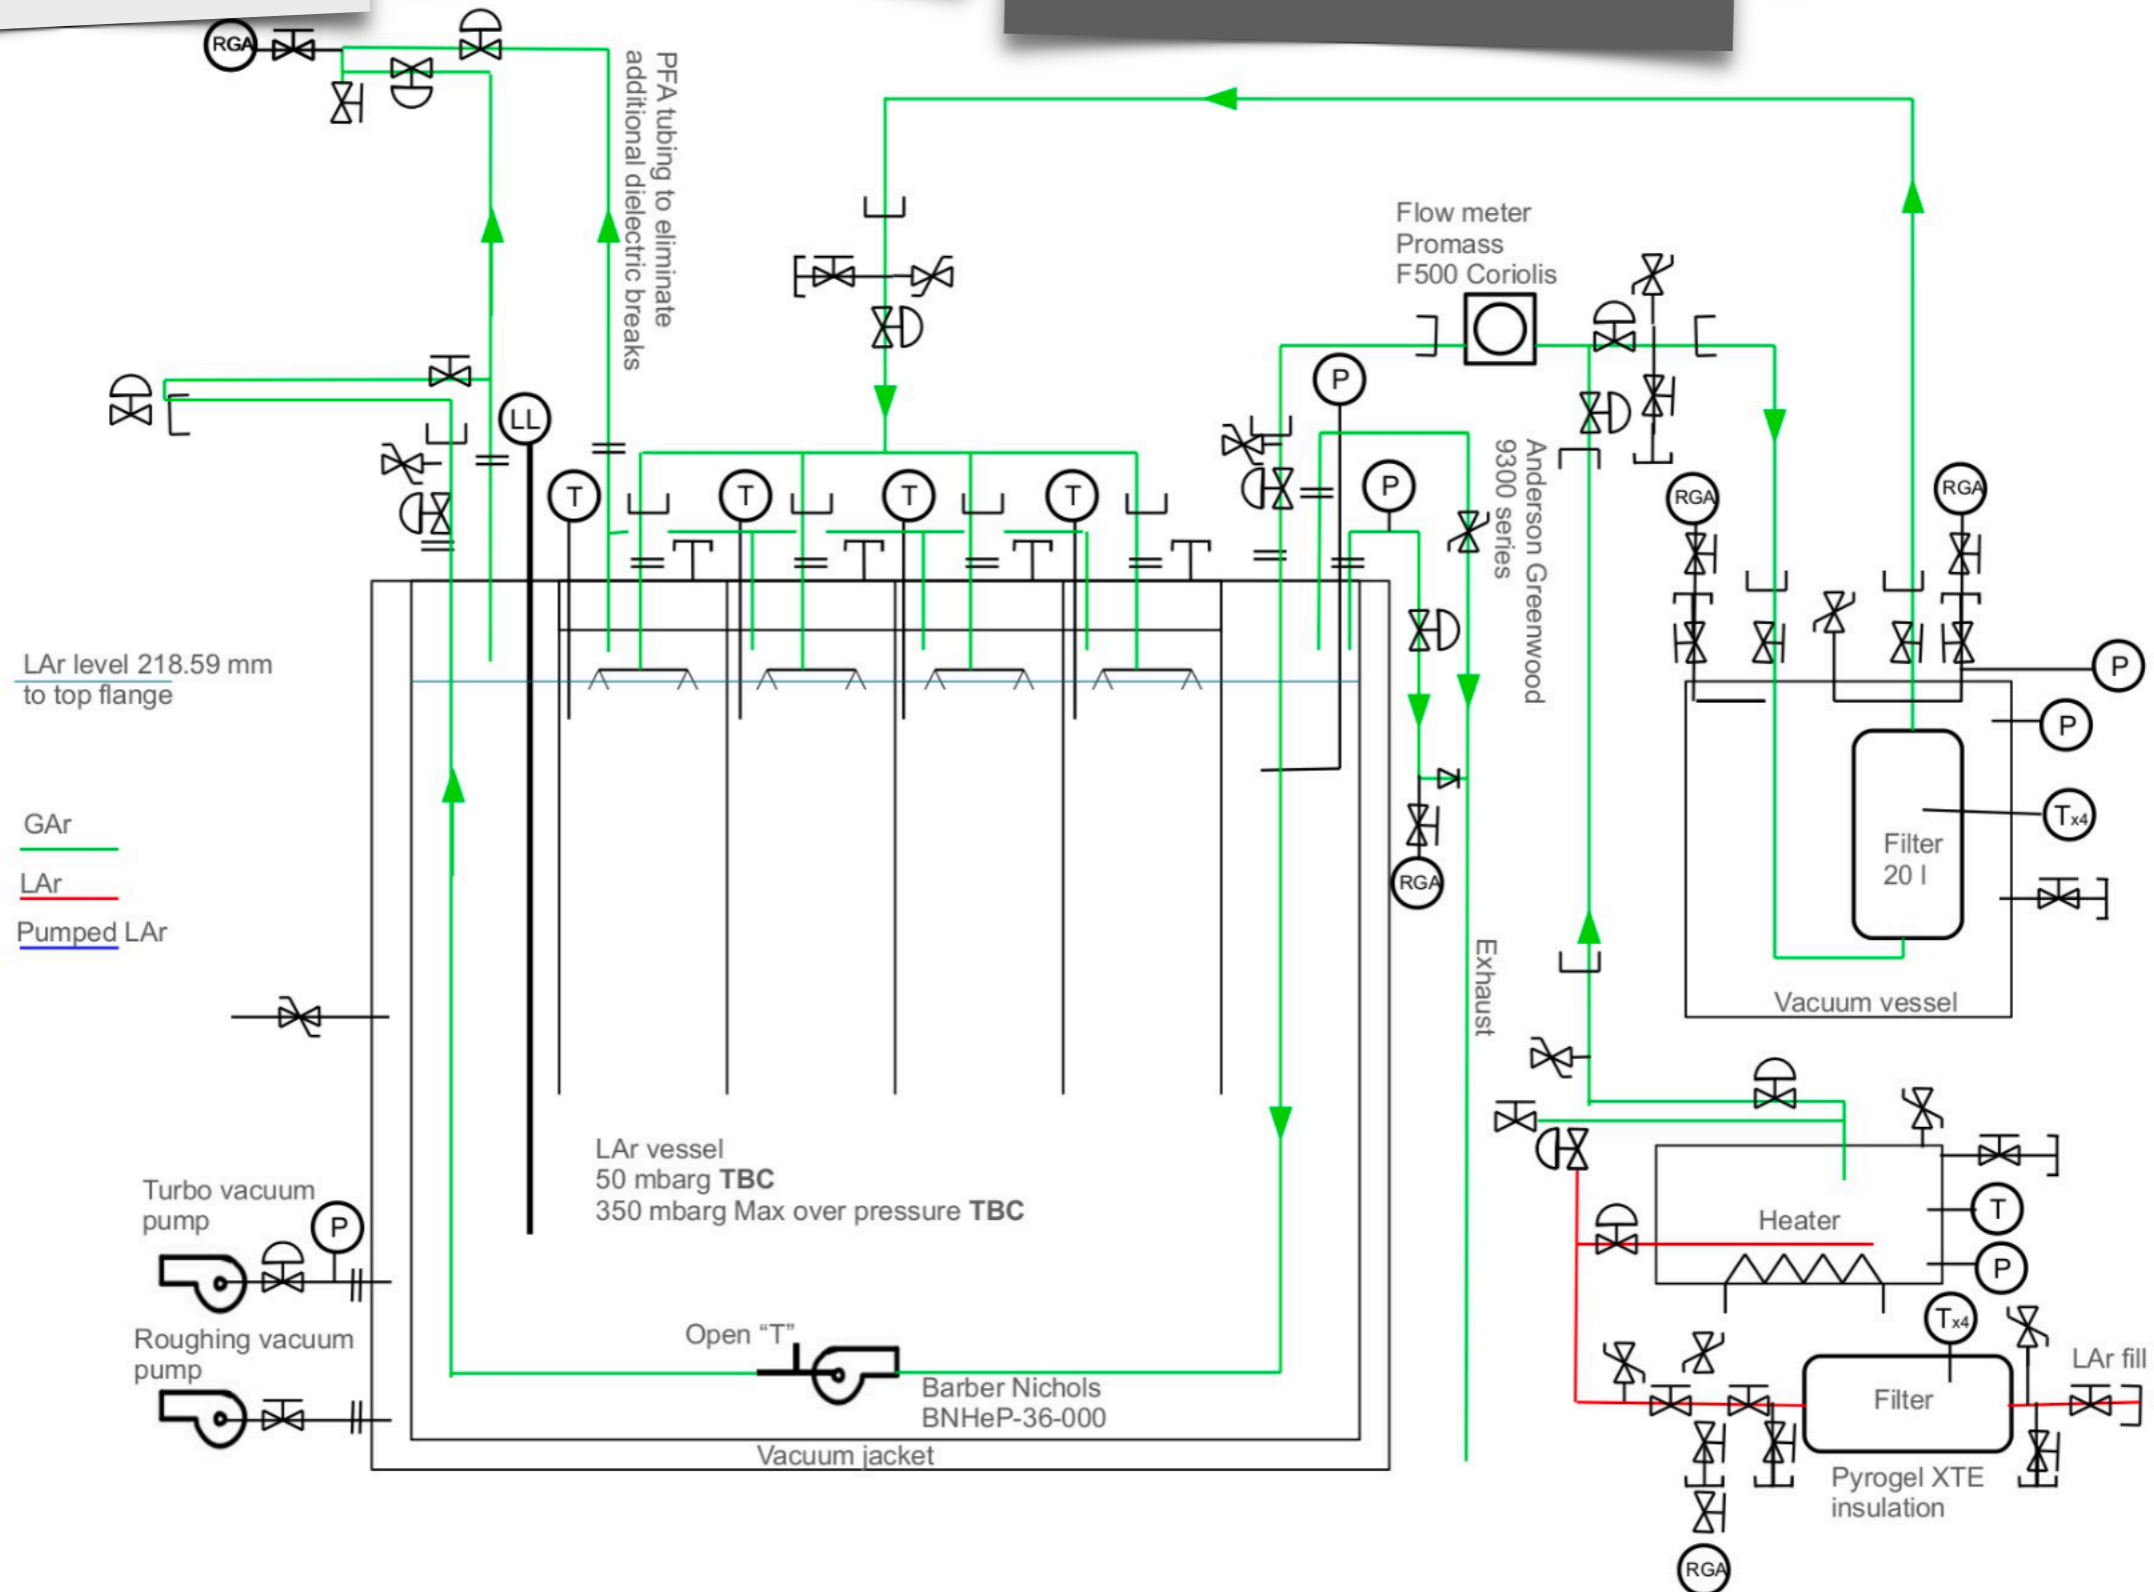 RGA
PFA tubing to eliminate
additional dielectric breaks
Flow meter
Promass
F500 Coriolis
P
LL
T
T
T
T
P
Anderson Greenwood
9300 series
RGA
RGA
LAr level 218.59 mm
to top flange
P
P
GAr
LAr
Pumped LAr
Tx4
Filter
20 l
RGA
Exhaust
Vacuum vessel
LAr vessel
50 mbarg TBC
350 mbarg Max over pressure TBC
Turbo vacuum
pump
P
Heater
T
P
Roughing vacuum
pump
Open “T”
Barber Nichols
BNHeP-36-000
Vacuum jacket
Tx4
LAr fill
Filter
Pyrogel XTE
insulation
RGA